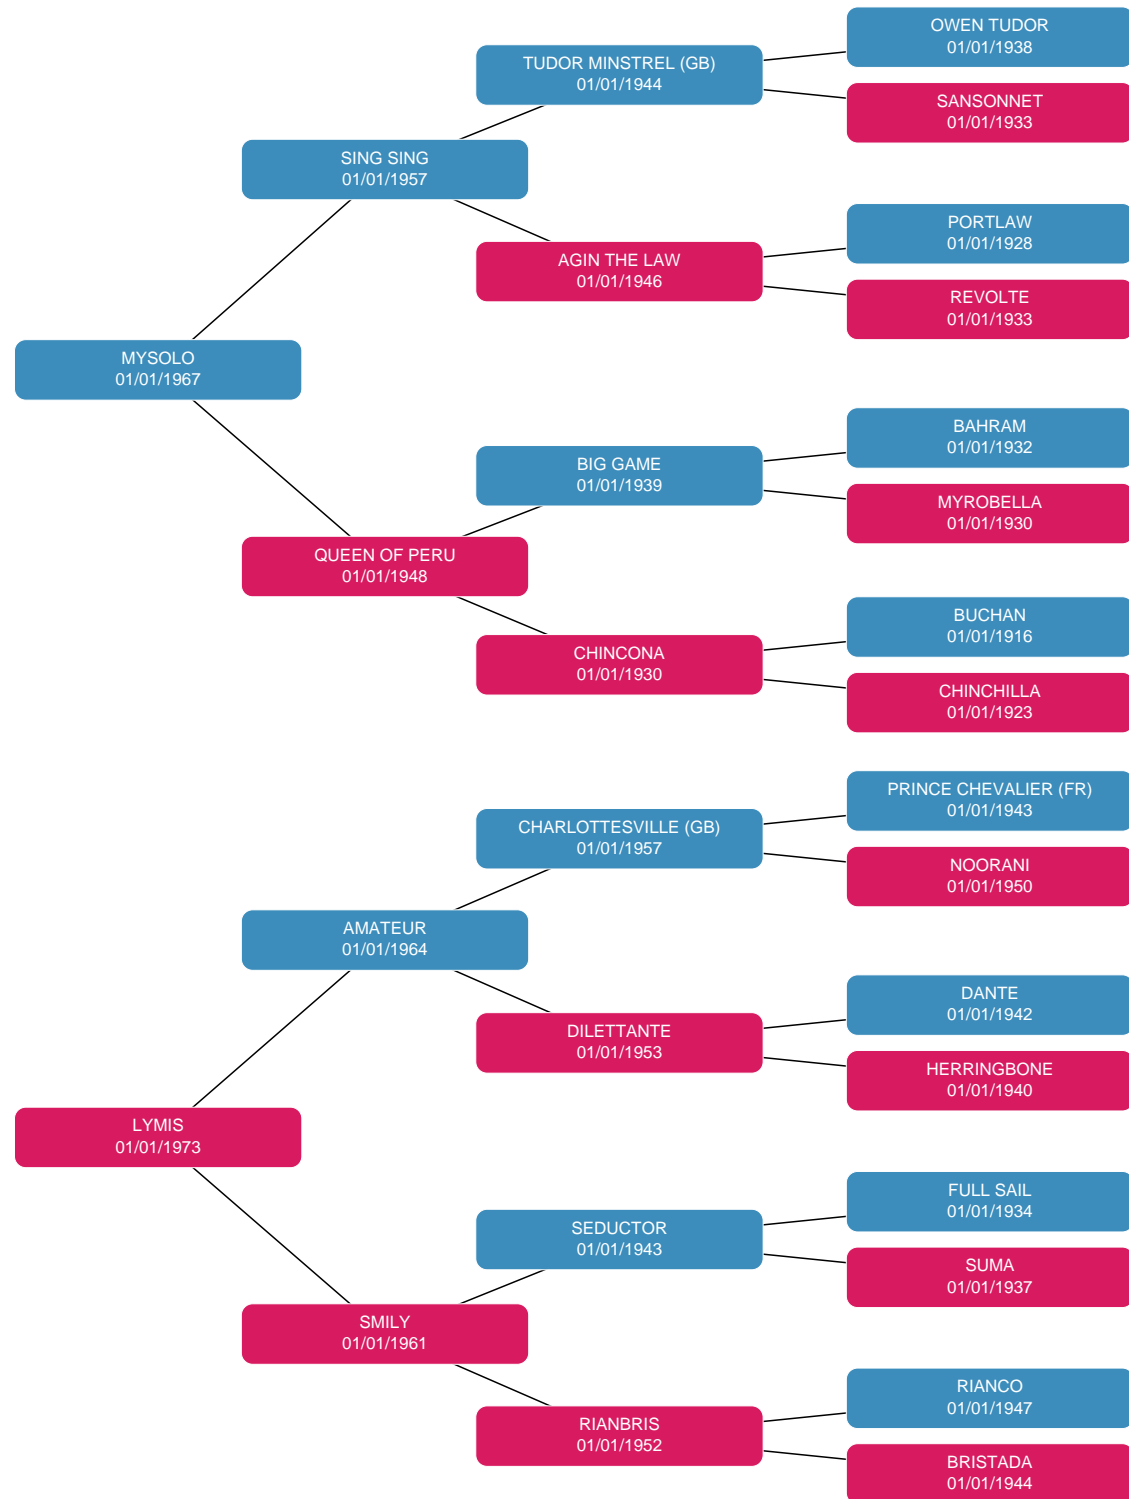 OWEN TUDOR
01/01/1938
TUDOR MINSTREL (GB)
01/01/1944
SANSONNET
01/01/1933
SING SING
01/01/1957
PORTLAW
01/01/1928
AGIN THE LAW
01/01/1946
REVOLTE
01/01/1933
MYSOLO
01/01/1967
BAHRAM
01/01/1932
BIG GAME
01/01/1939
MYROBELLA
01/01/1930
QUEEN OF PERU
01/01/1948
BUCHAN
01/01/1916
CHINCONA
01/01/1930
CHINCHILLA
01/01/1923
PRINCE CHEVALIER (FR)
01/01/1943
CHARLOTTESVILLE (GB)
01/01/1957
NOORANI
01/01/1950
AMATEUR
01/01/1964
DANTE
01/01/1942
DILETTANTE
01/01/1953
HERRINGBONE
01/01/1940
LYMIS
01/01/1973
FULL SAIL
01/01/1934
SEDUCTOR
01/01/1943
SUMA
01/01/1937
SMILY
01/01/1961
RIANCO
01/01/1947
RIANBRIS
01/01/1952
BRISTADA
01/01/1944